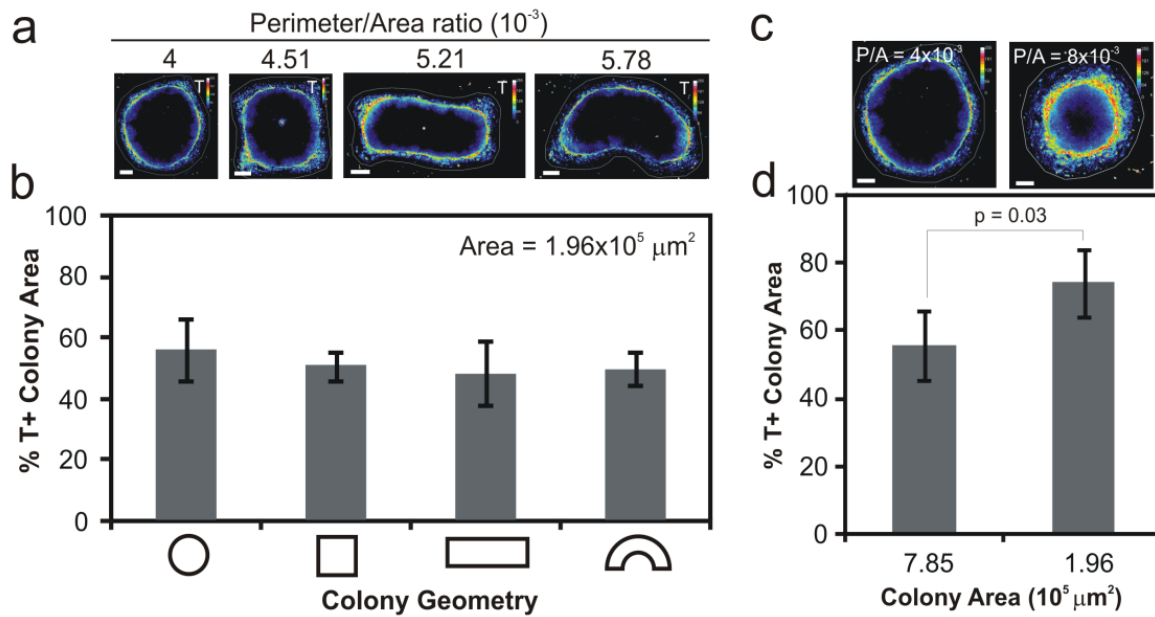 a
Perimeter/Area ratio (10⁻³)
4 4.51 5.21 5.78
T T T
b
100
80
60
40
20
0
% T+ Colony Area
Area = 1.96x10⁵ μm²
Colony Geometry
c
P/A = 4x10⁻³ P/A = 8x10⁻³
d
100
80
60
40
20
0
% T+ Colony Area
p = 0.03
7.85 1.96
Colony Area (10⁵ μm²)